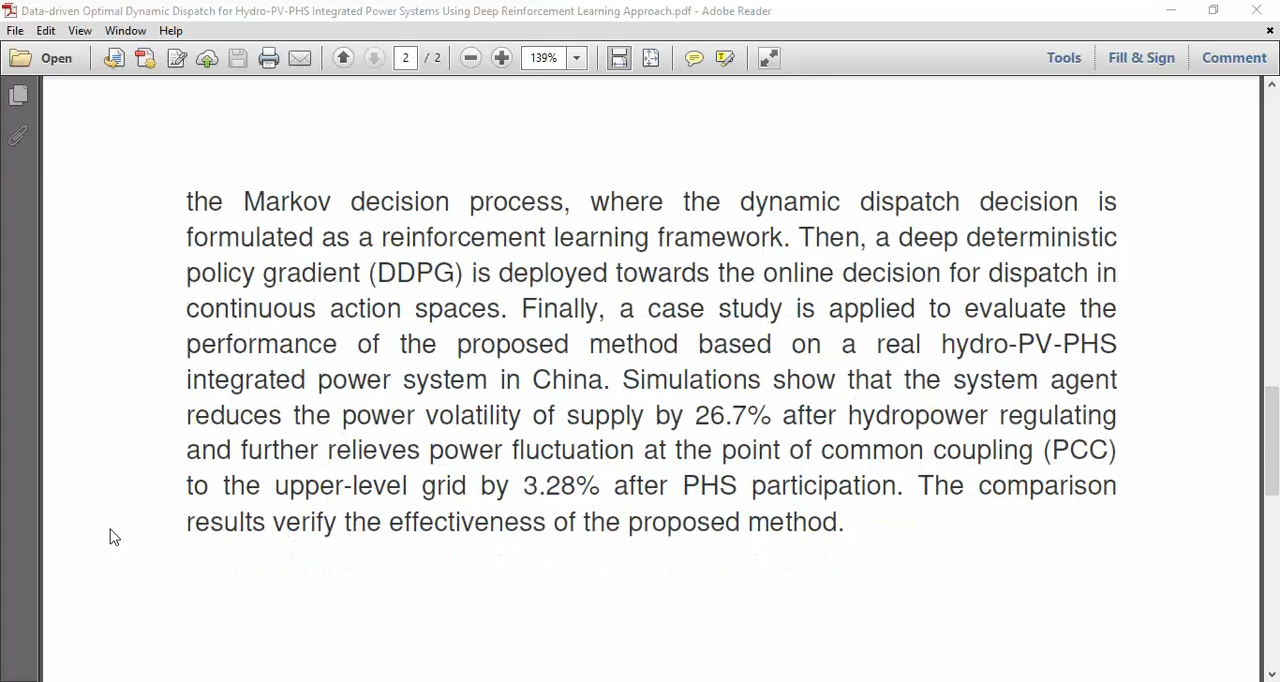 Data-driven Optimal Dynamic Dispatch for Hydro-PV-PHS Integrated Power Systems Using Deep Reinforcement Learning Approach.pdf - Adobe Reader
File Edit View Window Help
Open 2 / 2 139% Tools Fill & Sign Comment
the Markov decision process, where the dynamic dispatch decision is
formulated as a reinforcement learning framework. Then, a deep deterministic
policy gradient (DDPG) is deployed towards the online decision for dispatch in
continuous action spaces. Finally, a case study is applied to evaluate the
performance of the proposed method based on a real hydro-PV-PHS
integrated power system in China. Simulations show that the system agent
reduces the power volatility of supply by 26.7% after hydropower regulating
and further relieves power fluctuation at the point of common coupling (PCC)
to the upper-level grid by 3.28% after PHS participation. The comparison
results verify the effectiveness of the proposed method.